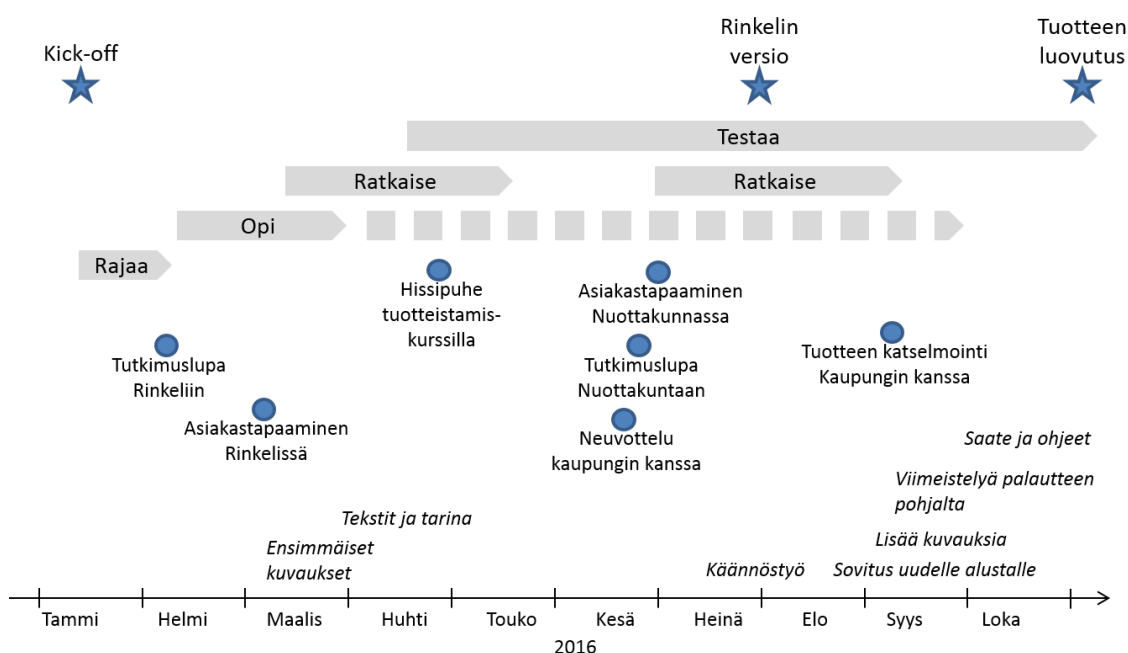 Kick-off
Rinkelin
versio
Tuotteen
luovutus
Testaa
Ratkaise
Ratkaise
Opi
Rajaa
Hissipuhe
tuotteistamis-
kurssilla
Asiakastapaaminen
Nuottakunnassa
Tutkimuslupa
Rinkeliin
Tutkimuslupa
Nuottakuntaan
Tuotteen katselmointi
Kaupungin kanssa
Asiakastapaaminen
Rinkelissä
Neuvottelu
kaupungin kanssa
Saate ja ohjeet
Viimeistelyä palautteen
pohjalta
Tekstit ja tarina
Ensimmäiset
kuvaukset
Lisää kuvauksia
Käännöstyö
Sovitus uudelle alustalle
Tammi
Helmi
Maalis
Huhti
Touko
Kesä
Heinä
Elo
Syys
Loka
2016